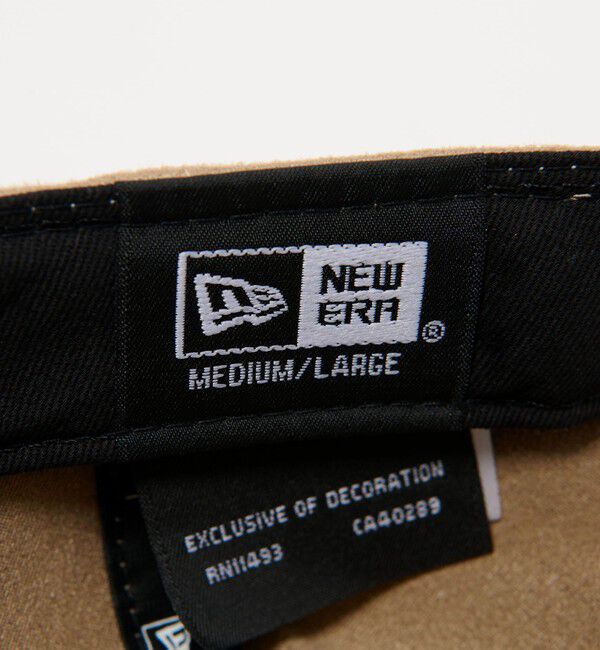 NEW
ERA
®
MEDIUM/LARGE
EXCLUSIVE OF DECORATION
RN11493 CA40289